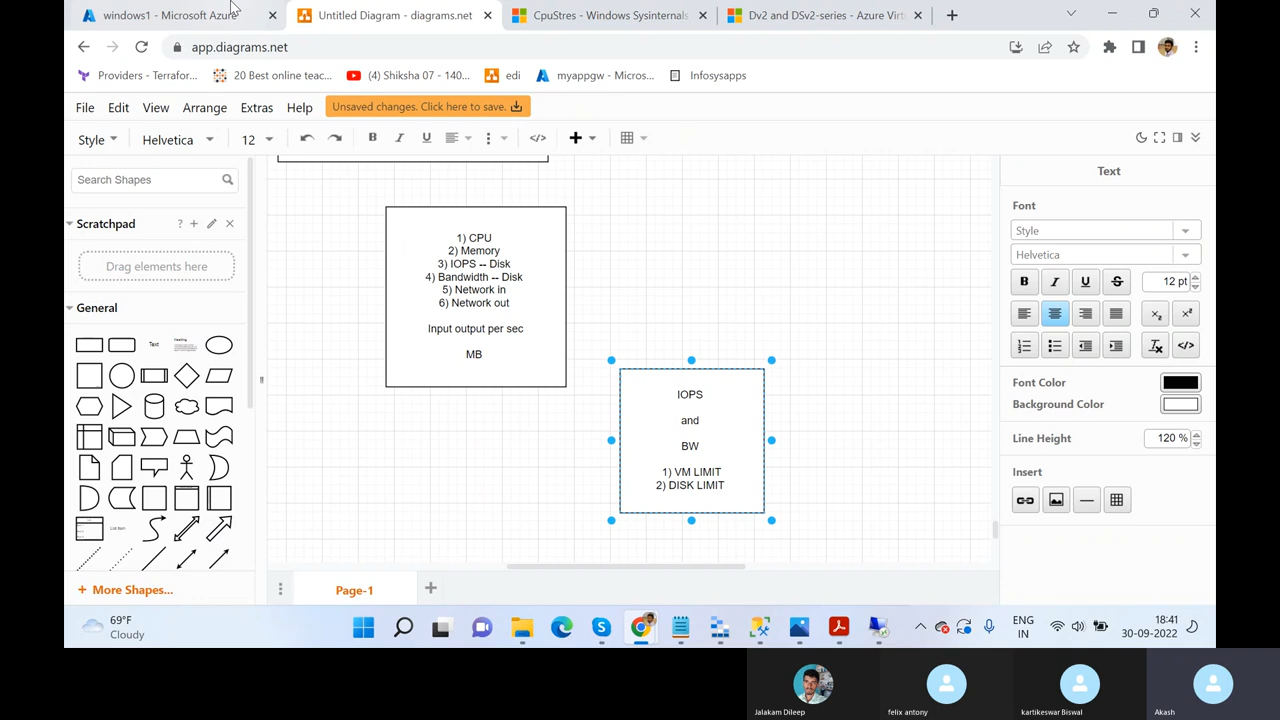 windows1 - Microsoft Azure
Untitled Diagram - diagrams.net
CpuStres - Windows Sysinternals
Dv2 and DSv2-series - Azure Virt
app.diagrams.net
Providers - Terrafor...
20 Best online teac...
(4) Shiksha 07 - 140...
edi
myappgw - Micros...
Infosysapps
File
Edit
View
Arrange
Extras
Help
Unsaved changes. Click here to save.
Style
Helvetica
12
Search Shapes
Scratchpad
?
Drag elements here
General
Text
Heading
List Item
+ More Shapes...
1) CPU
2) Memory
3) IOPS -- Disk
4) Bandwidth -- Disk
5) Network in
6) Network out
Input output per sec
MB
IOPS
and
BW
1) VM LIMIT
2) DISK LIMIT
Page-1
Text
Font
Style
Helvetica
B
I
U
S
12 pt
Font Color
Background Color
Line Height
120 %
Insert
69°F
Cloudy
ENG
IN
18:41
30-09-2022
Jalakam Dileep
felix antony
kartikeswar Biswal
Akash